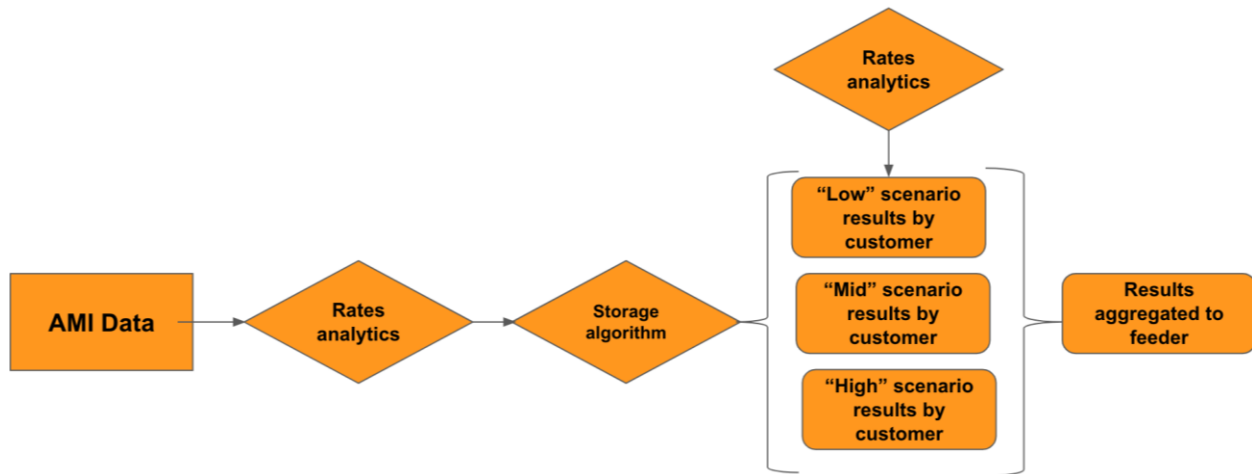 Rates
analytics
“Low” scenario
results by
customer
AMI Data
Rates
analytics
Storage
algorithm
“Mid” scenario
results by
customer
Results
aggregated to
feeder
“High” scenario
results by
customer